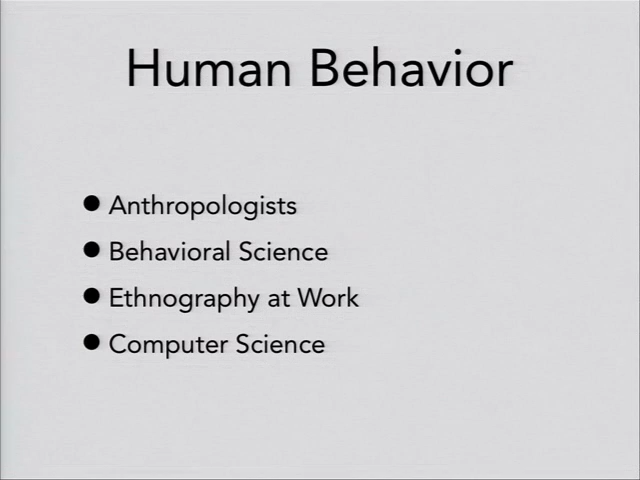 Human Behavior
● Anthropologists
● Behavioral Science
● Ethnography at Work
● Computer Science